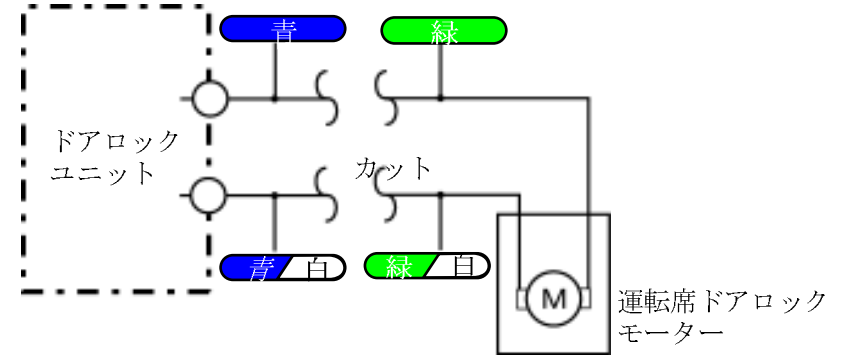 青
緑
ドアロック
ユニット
カット
青 白
緑 白
M
運転席ドアロック
モーター